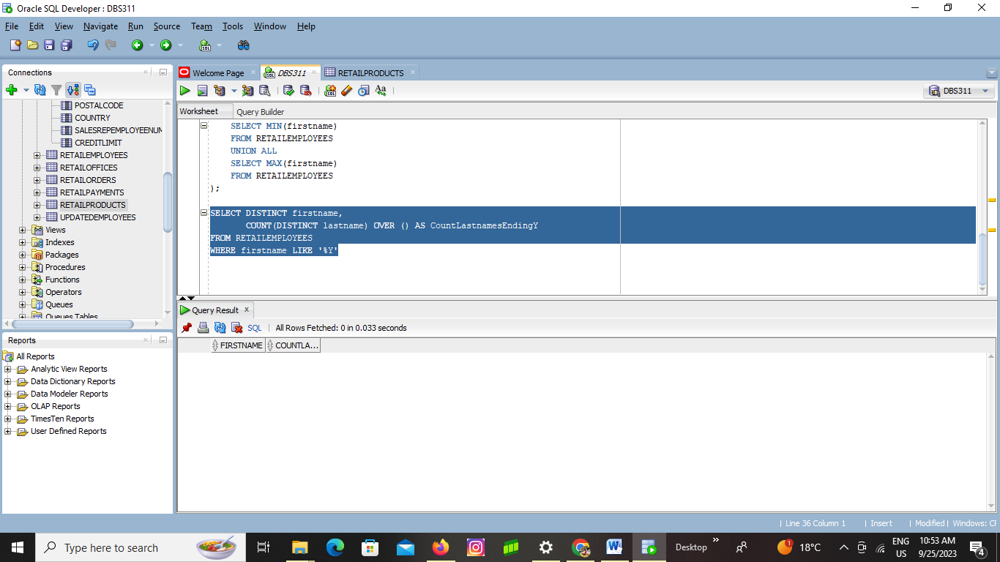 Oracle SQL Developer : DBS311
File Edit View Navigate Run Source Team Tools Window Help
Connections
POSTALCODE
COUNTRY
SALESREPEMPLOYEENUM
CREDITLIMIT
RETAILEMPLOYEES
RETAILOFFICES
RETAILORDERS
RETAILPAYMENTS
RETAILPRODUCTS
UPDATEDEMPLOYEES
Views
Indexes
Packages
Procedures
Functions
Operators
Queues
Queues Tables
Reports
All Reports
Analytic View Reports
Data Dictionary Reports
Data Modeler Reports
OLAP Reports
TimesTen Reports
User Defined Reports
Welcome Page DBS311 RETAILPRODUCTS
DBS311
Worksheet Query Builder
SELECT MIN(firstname)
FROM RETAILEMPLOYEES
UNION ALL
SELECT MAX(firstname)
FROM RETAILEMPLOYEES
);
SELECT DISTINCT firstname,
COUNT(DISTINCT lastname) OVER () AS CountLastnamesEndingY
FROM RETAILEMPLOYEES
WHERE firstname LIKE '%Y'
Query Result
SQL | All Rows Fetched: 0 in 0.033 seconds
FIRSTNAME COUNTLA...
| Line 36 Column 1 | Insert | Modified | Windows: CR
Type here to search
Desktop
18°C
ENG
US
10:53 AM
9/25/2023
4